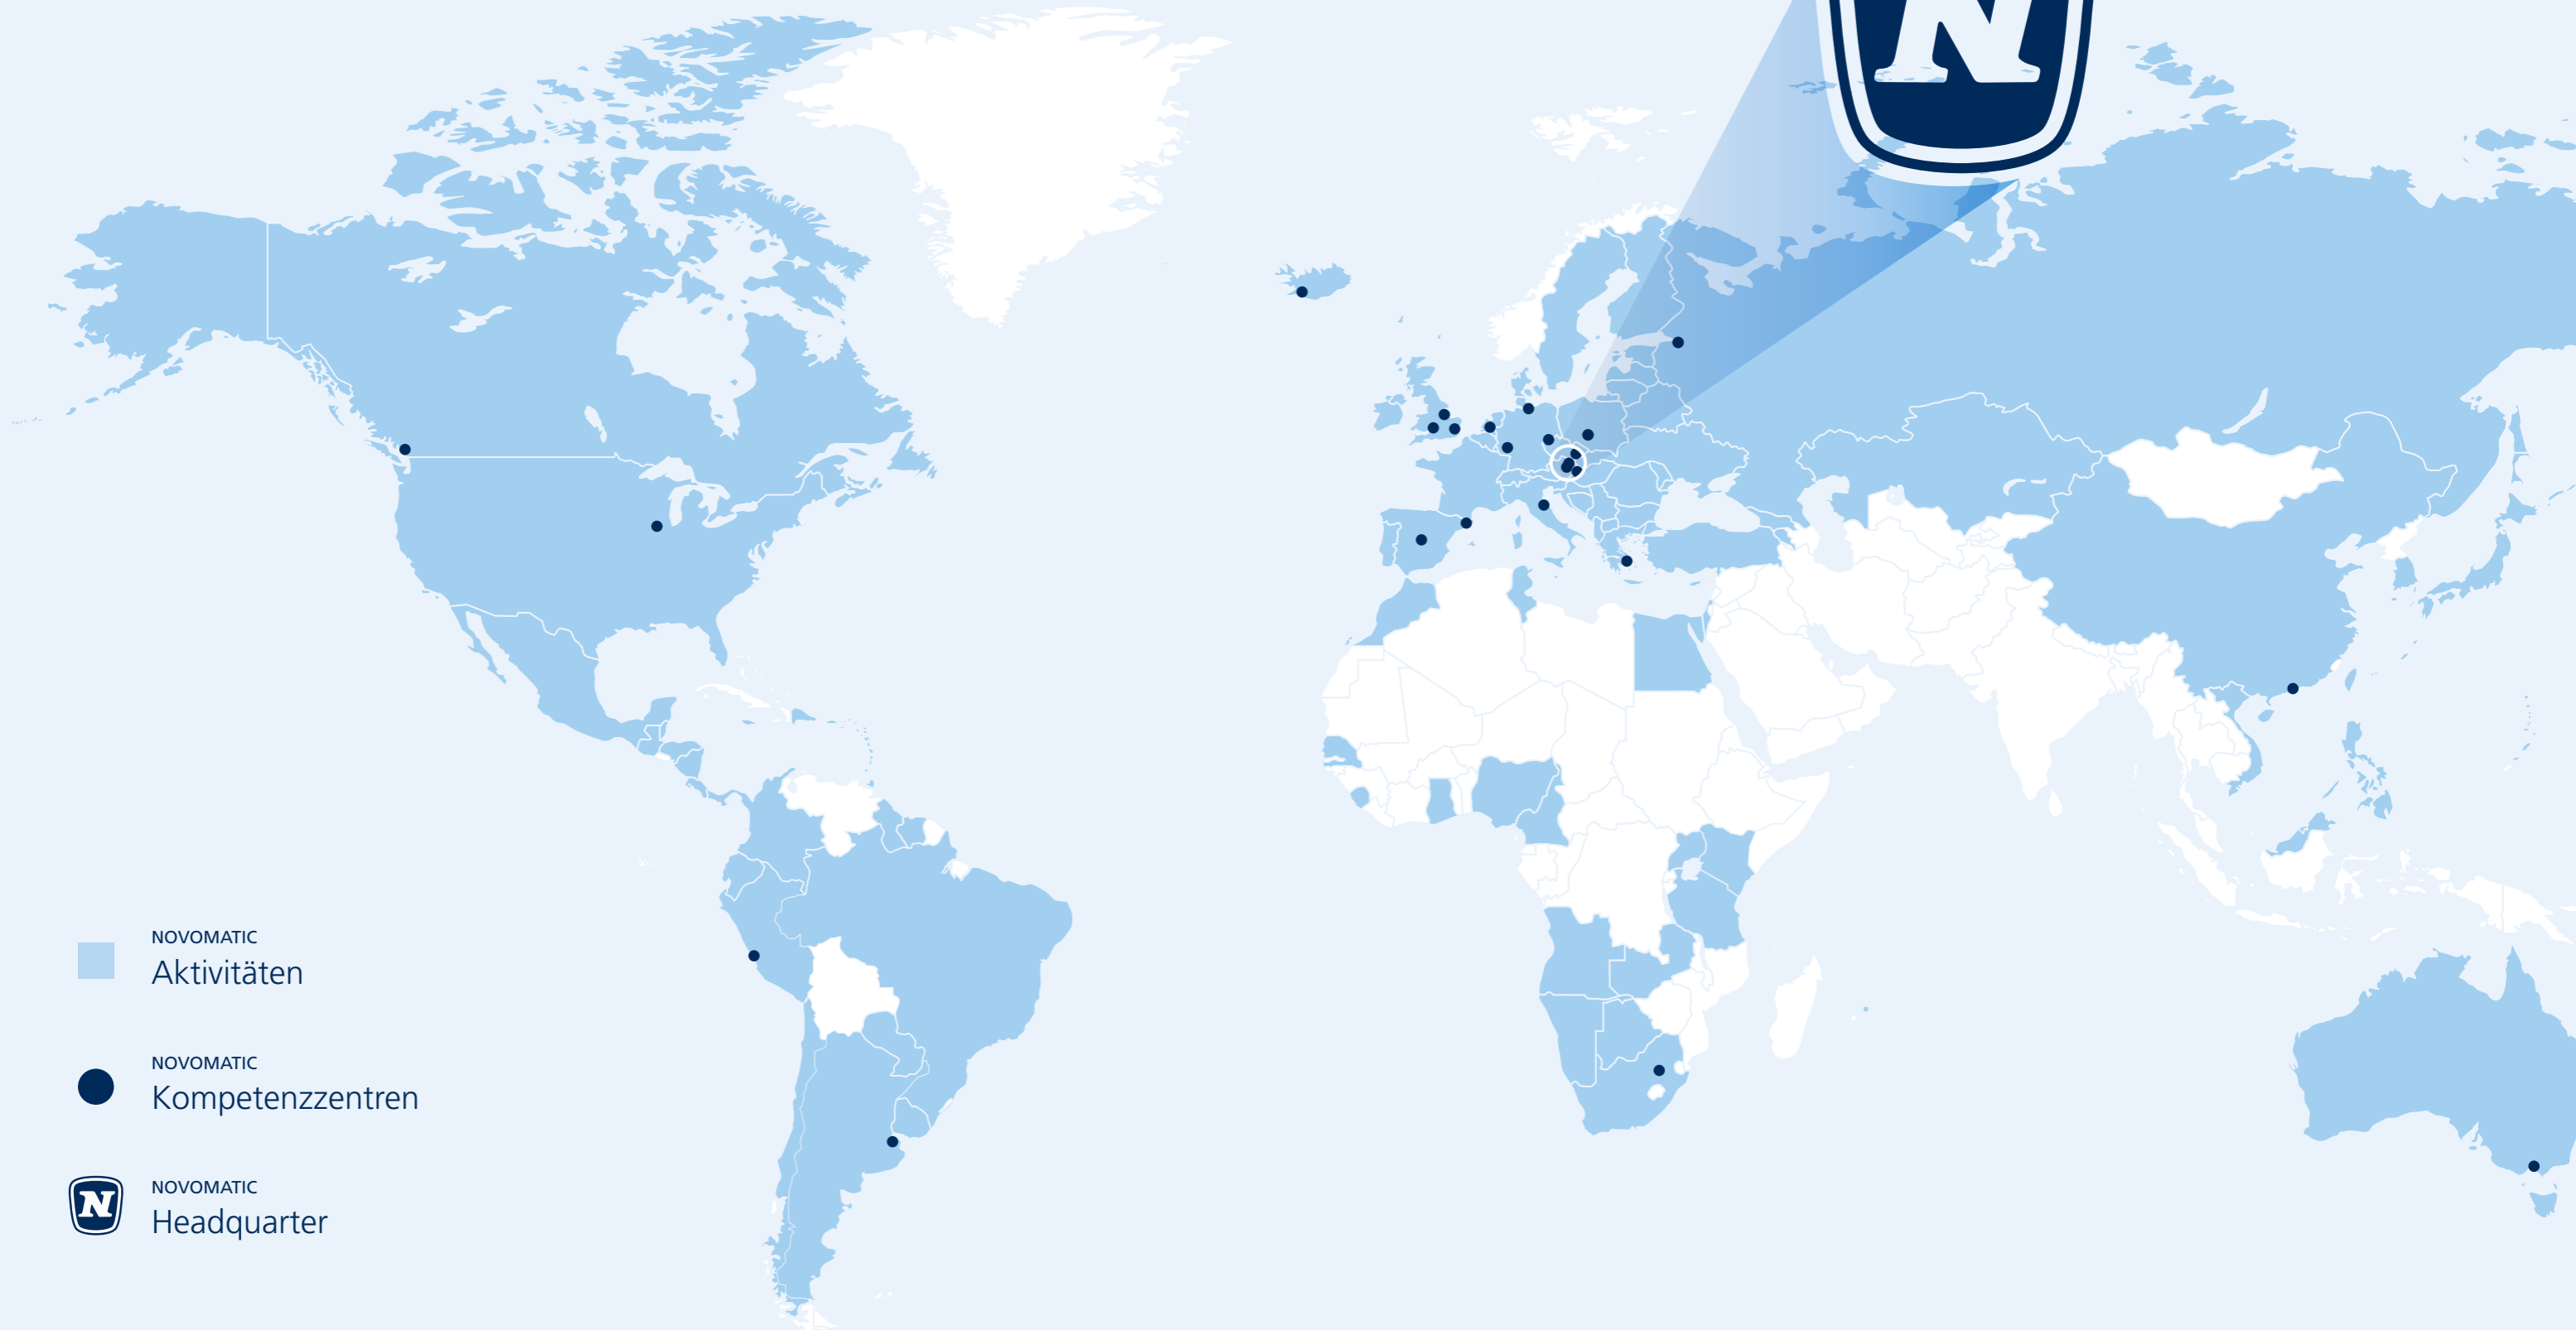 N
NOVOMATIC
Aktivitäten
NOVOMATIC
Kompetenzzentren
N
NOVOMATIC
Headquarter